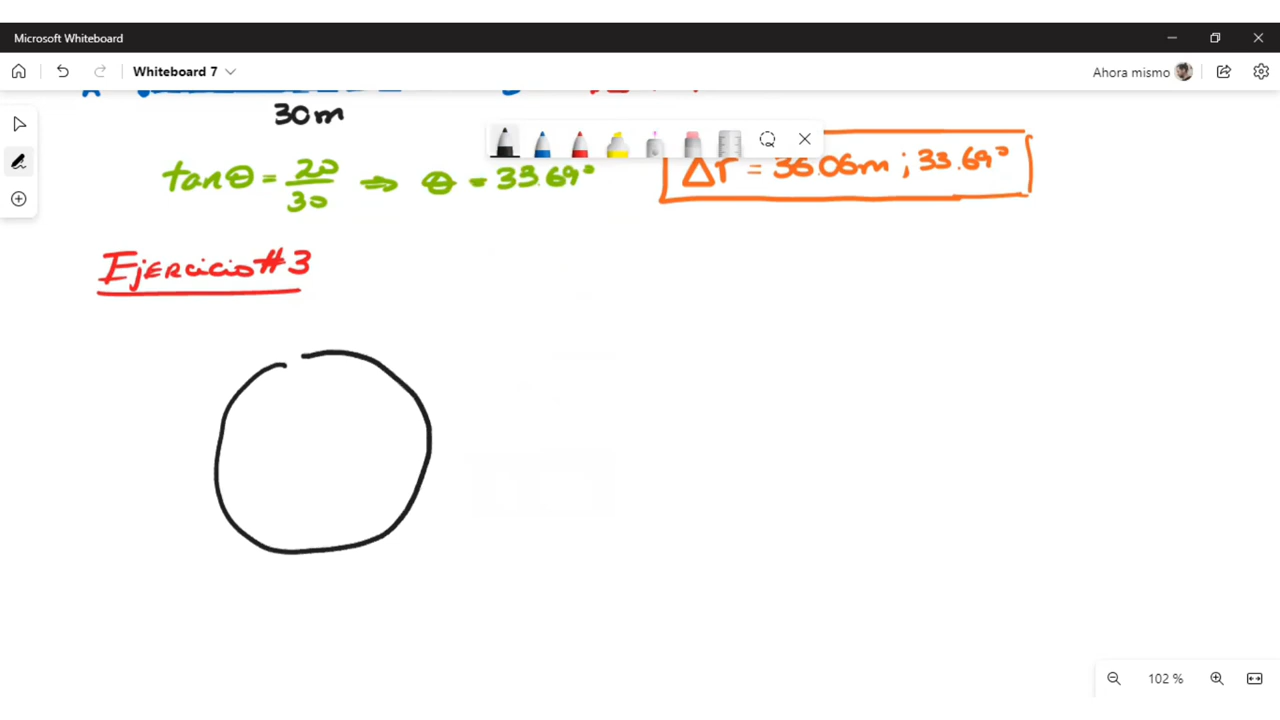 Microsoft Whiteboard
Whiteboard 7
Ahora mismo
30m
tanθ = 20/30 ⇒ θ = 33.69°
Δr = 36.06m ; 33.69°
Ejercicio #3
102 %